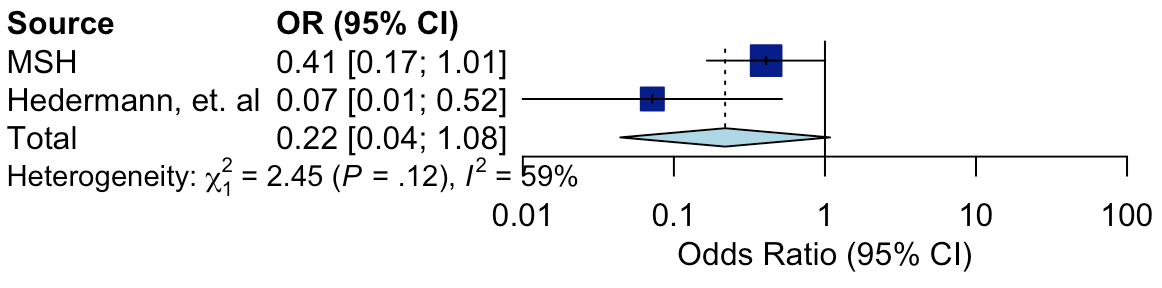 Source OR (95% CI)
MSH 0.41 [0.17; 1.01]
Hedermann, et. al 0.07 [0.01; 0.52]
Total 0.22 [0.04; 1.08]
Heterogeneity: χ²₁ = 2.45 (P = .12), I² = 59%
0.01 0.1 1 10 100
Odds Ratio (95% CI)